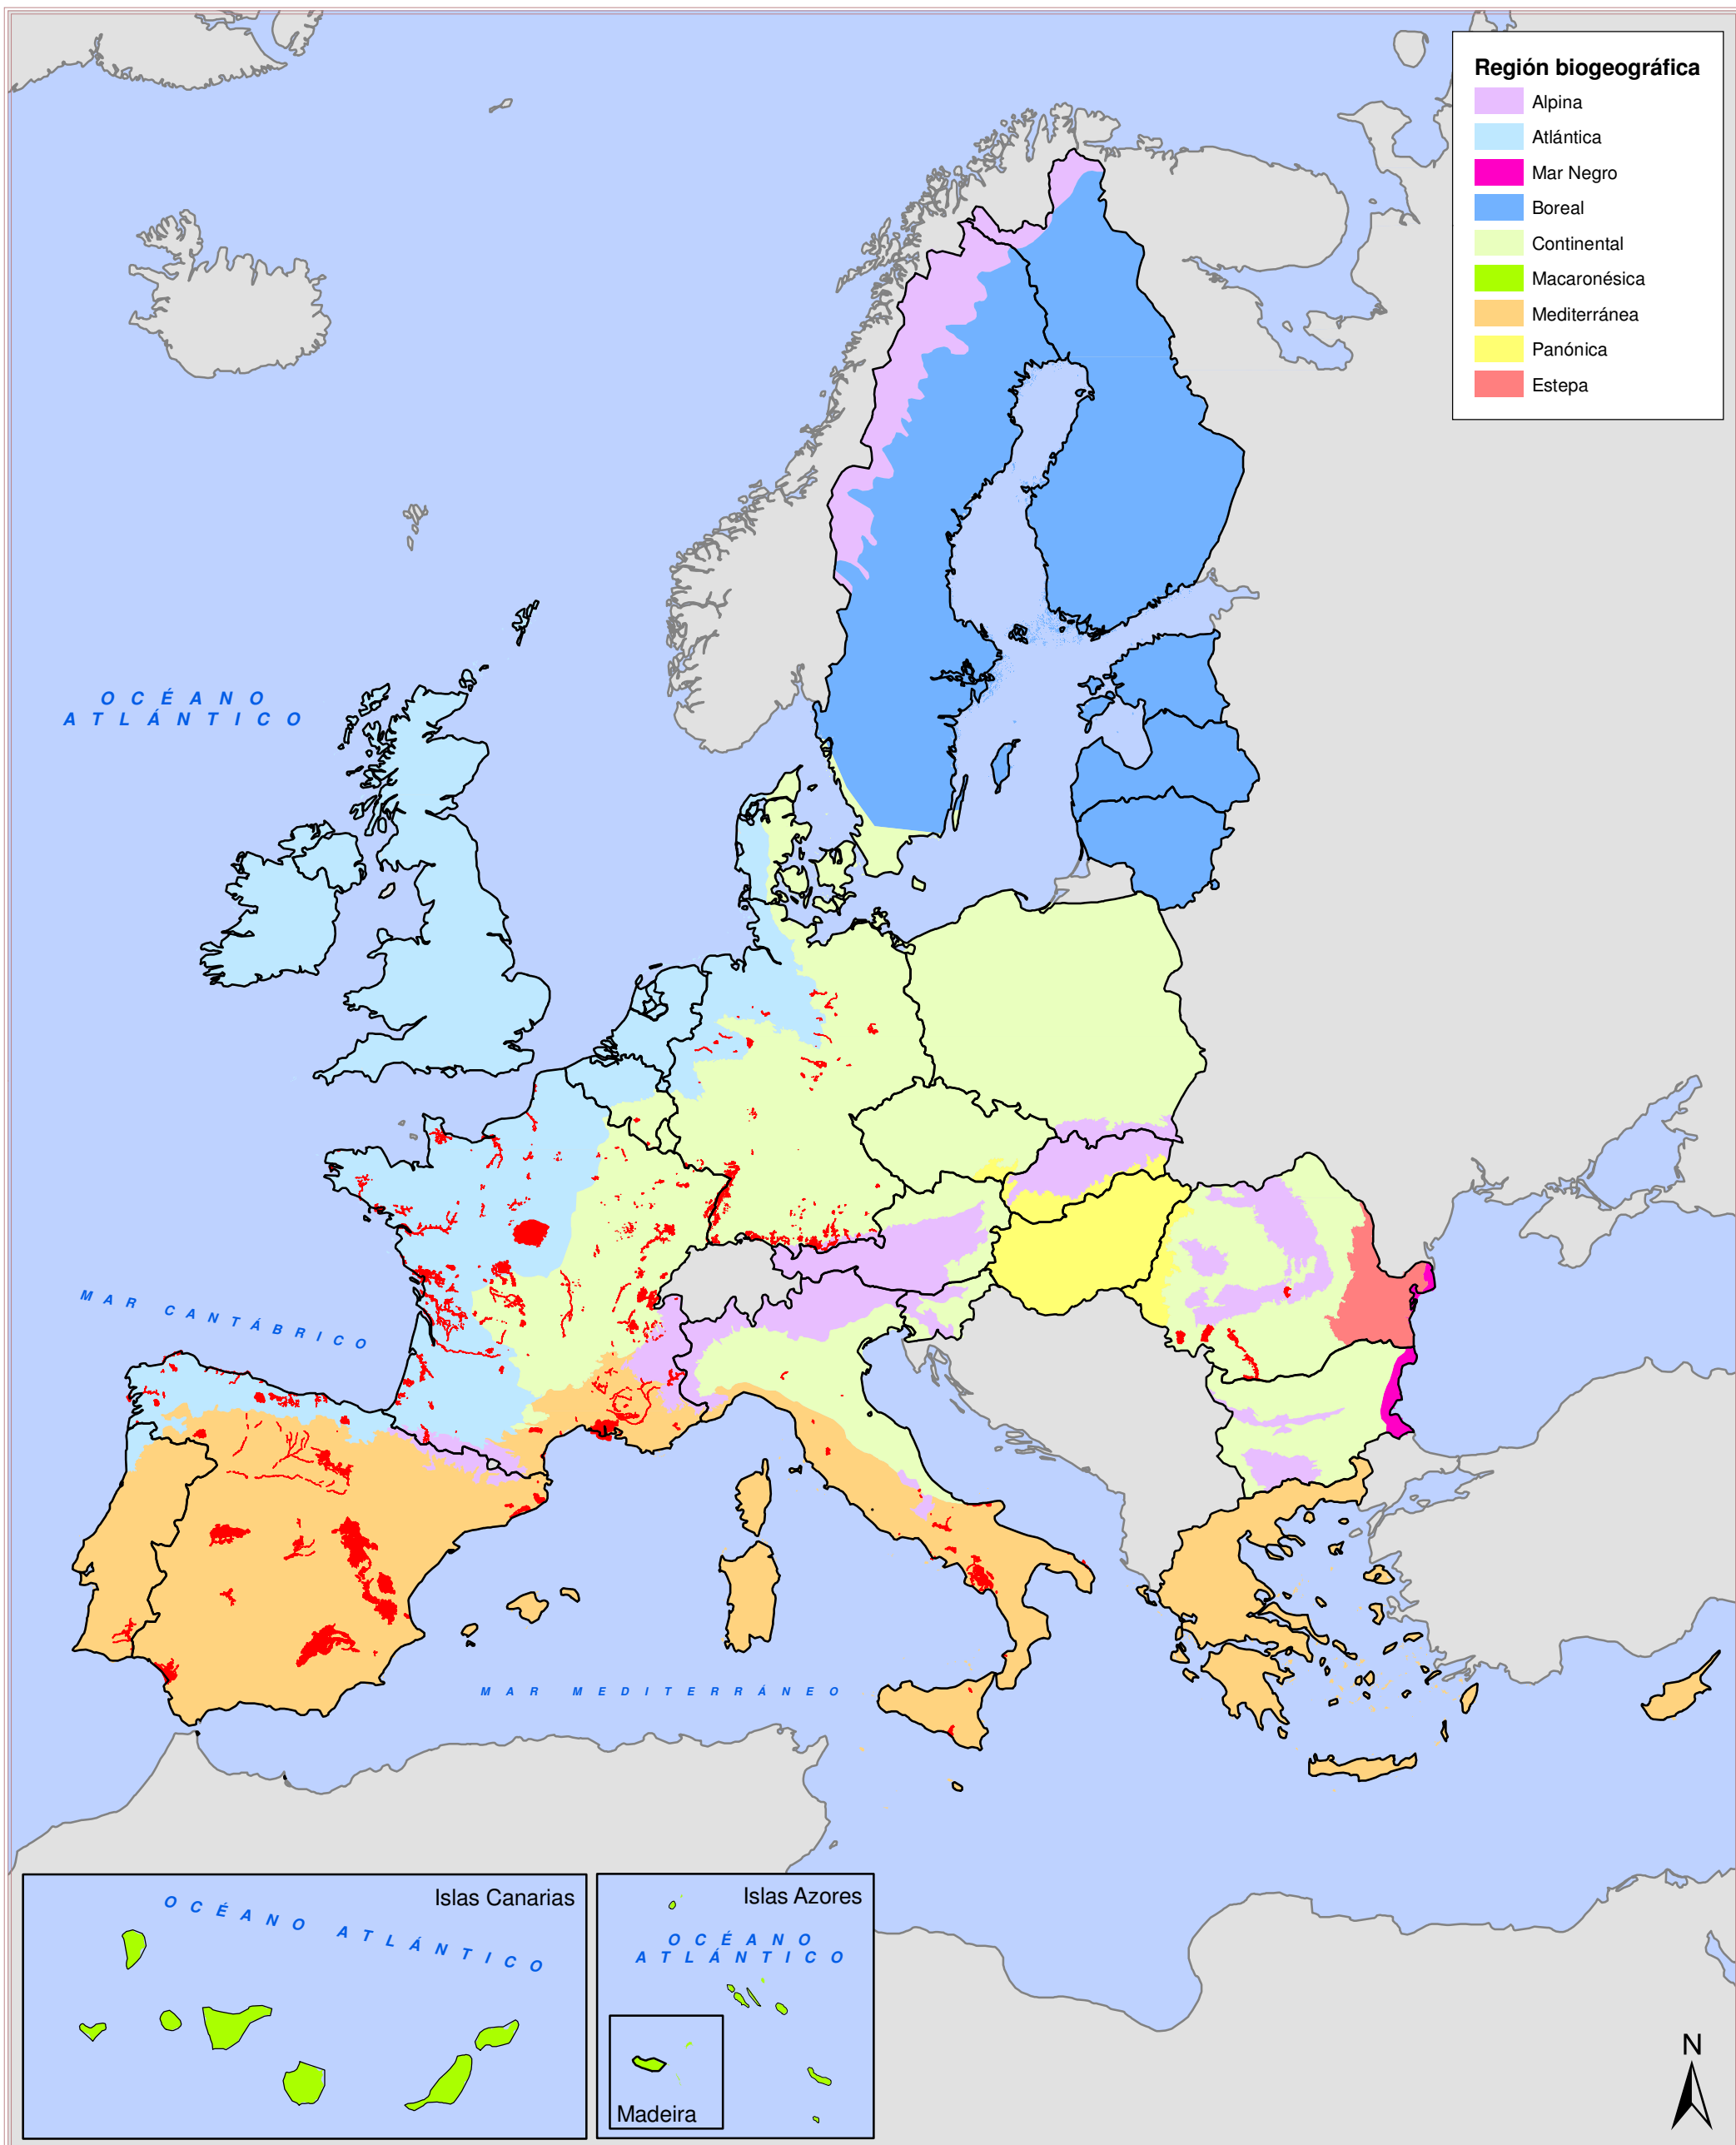 Región biogeográfica
Alpina
Atlántica
Mar Negro
Boreal
Continental
Macaronésica
Mediterránea
Panónica
Estepa
OCÉANO
ATLÁNTICO
MAR CANTÁBRICO
MAR MEDITERRÁNEO
Islas Canarias
OCÉANO ATLÁNTICO
Islas Azores
OCÉANO
ATLÁNTICO
Madeira
N